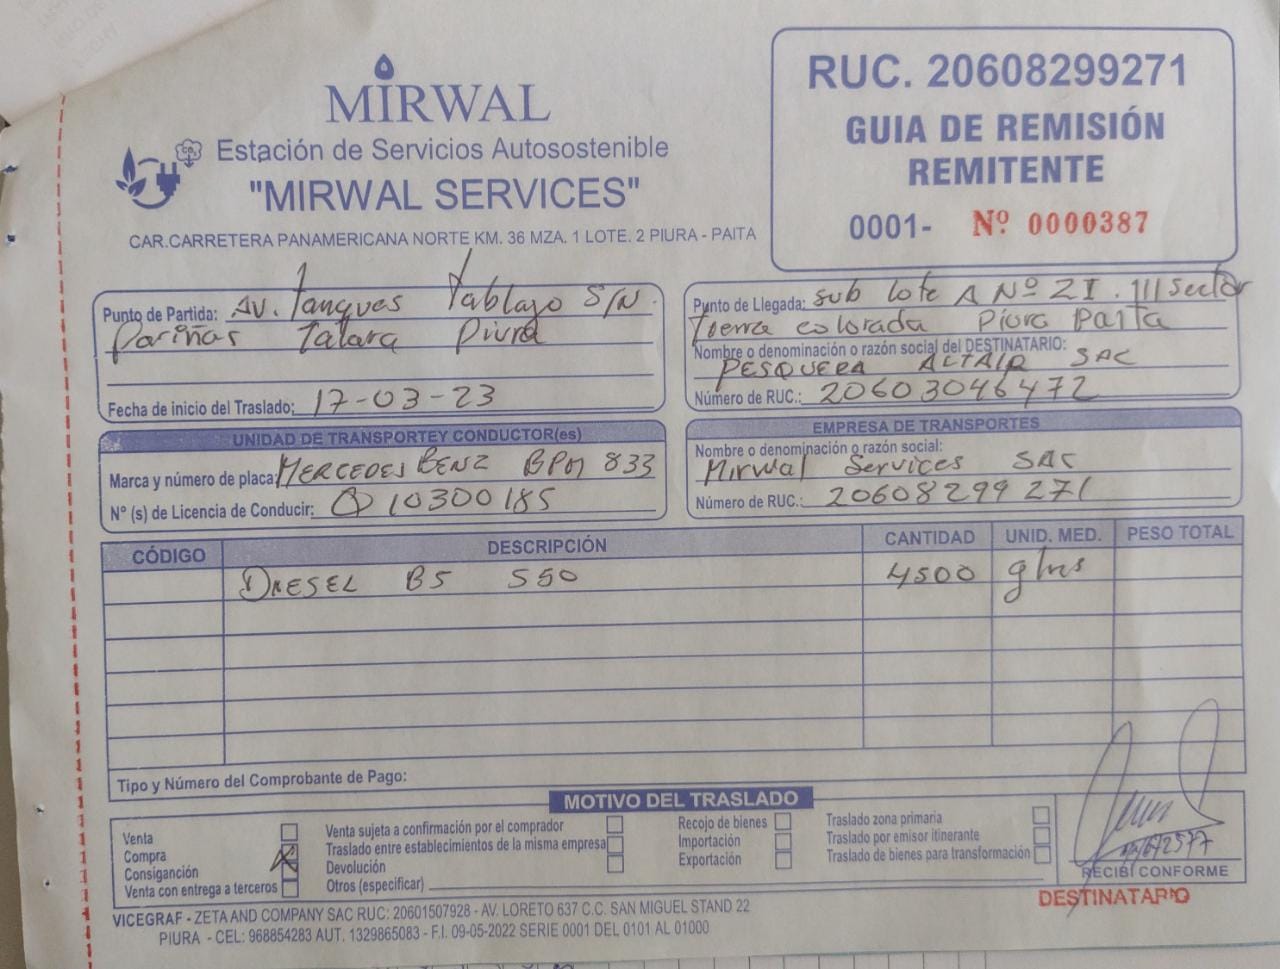 MIRWAL
Estación de Servicios Autosostenible
"MIRWAL SERVICES"
CAR.CARRETERA PANAMERICANA NORTE KM. 36 MZA. 1 LOTE. 2 PIURA - PAITA
RUC. 20608299271
GUIA DE REMISIÓN
REMITENTE
0001- Nº 0000387
Punto de Partida: AV. Tanques Tablazo S/N.
Pariñas Talara Piura
Fecha de inicio del Traslado: 17-03-23
Punto de Llegada: sub lote A Nº 2I. III Sector
tierra colorada Piura Paita
Nombre o denominación o razón social del DESTINATARIO:
PESQUERA ALTAIR SAC
Número de RUC.: 20603046472
UNIDAD DE TRANSPORTEY CONDUCTOR(es)
Marca y número de placa: MERCEDES BENZ BPM 833
Nº (s) de Licencia de Conducir: Q 10300185
EMPRESA DE TRANSPORTES
Nombre o denominación o razón social:
Mirwal Services SAC
Número de RUC.: 20608299271
CÓDIGO DESCRIPCIÓN CANTIDAD UNID. MED. PESO TOTAL
DIESEL B5 S50 4500 glns
Tipo y Número del Comprobante de Pago:
MOTIVO DEL TRASLADO
Venta
Compra
Consignación
Venta con entrega a terceros
Venta sujeta a confirmación por el comprador
Traslado entre establecimientos de la misma empresa
Devolución
Otros (especificar)
Recojo de bienes
Importación
Exportación
Traslado zona primaria
Traslado por emisor itinerante
Traslado de bienes para transformación
RECIBÍ CONFORME
DESTINATARIO
VICEGRAF - ZETA AND COMPANY SAC RUC: 20601507928 - AV. LORETO 637 C.C. SAN MIGUEL STAND 22
PIURA - CEL: 968854283 AUT. 1329865083 - F.I. 09-05-2022 SERIE 0001 DEL 0101 AL 01000